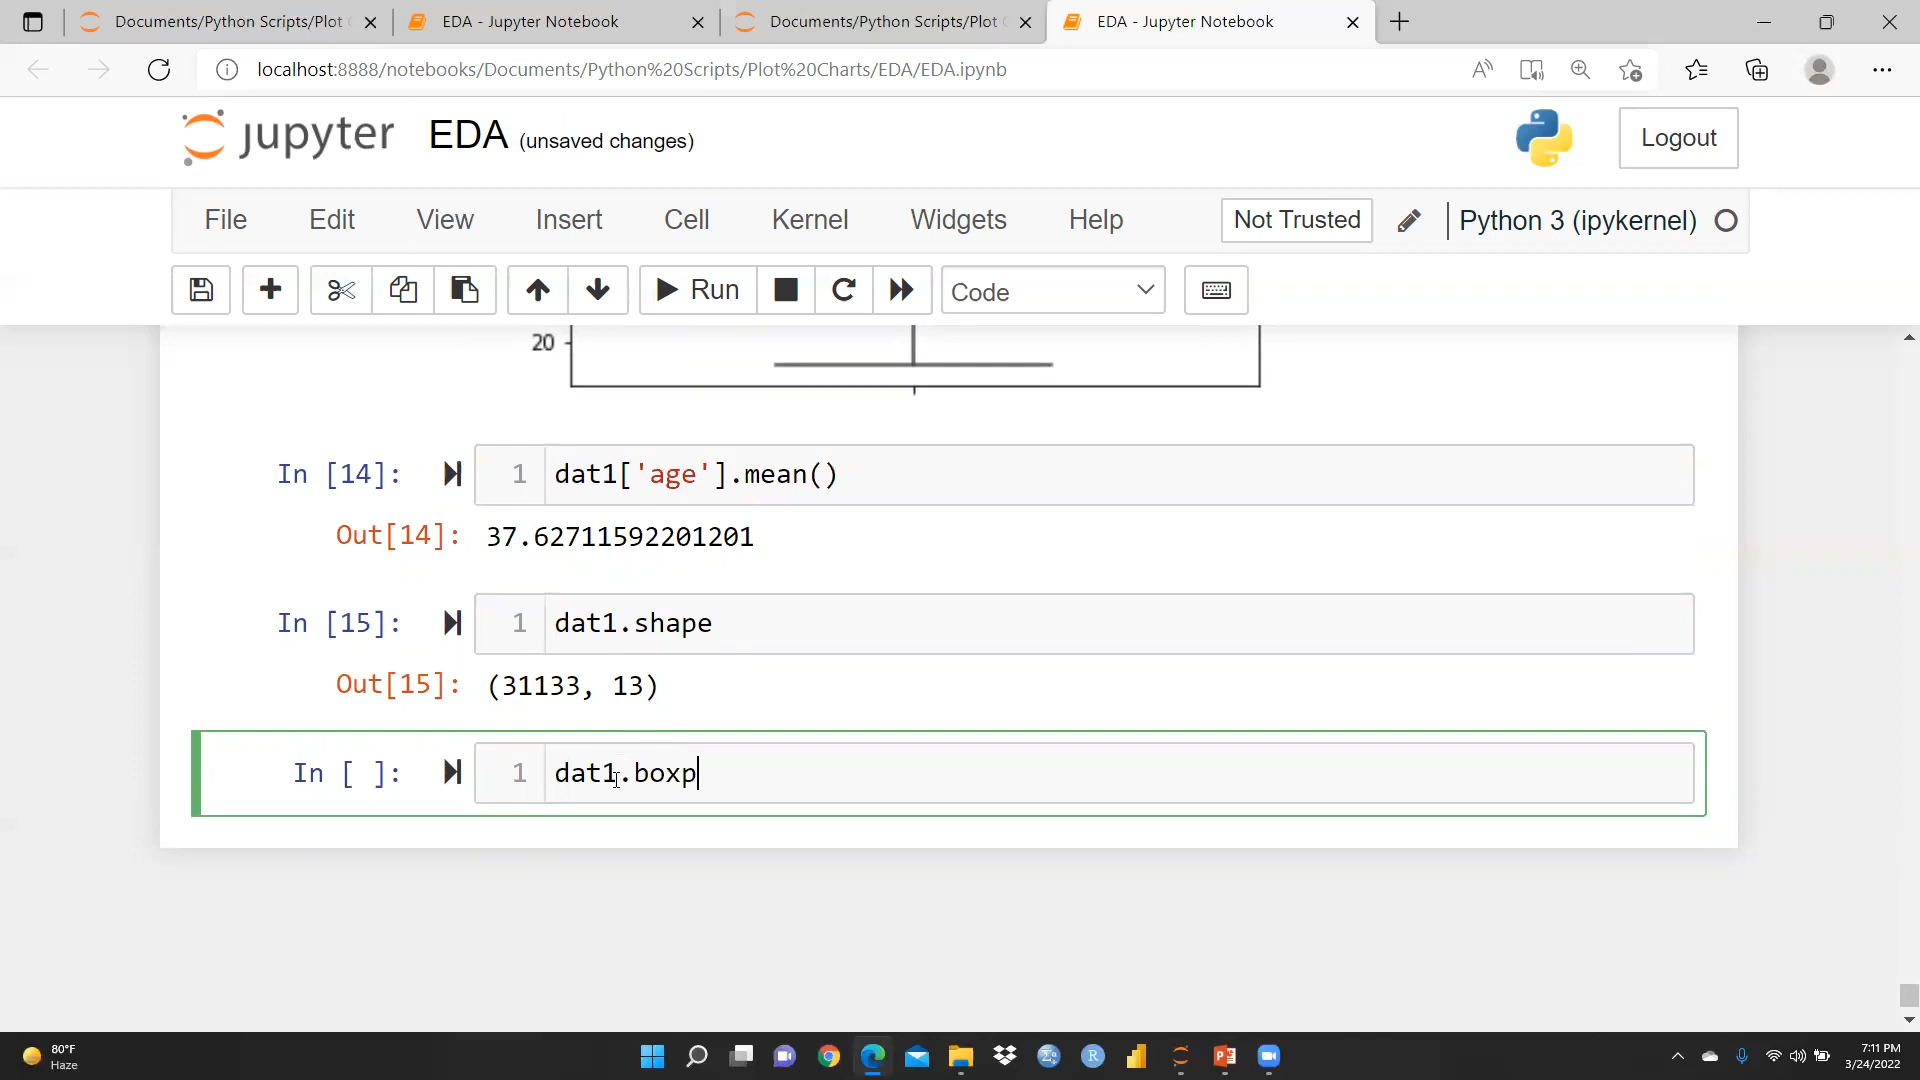 Documents/Python Scripts/Plot
EDA - Jupyter Notebook
Documents/Python Scripts/Plot
EDA - Jupyter Notebook
localhost:8888/notebooks/Documents/Python%20Scripts/Plot%20Charts/EDA/EDA.ipynb
jupyter EDA (unsaved changes)
Logout
File Edit View Insert Cell Kernel Widgets Help Not Trusted Python 3 (ipykernel)
Run Code
20
In [14]: 1 dat1['age'].mean()
Out[14]: 37.62711592201201
In [15]: 1 dat1.shape
Out[15]: (31133, 13)
In [ ]: 1 dat1.boxp
80°F
Haze
7:11 PM
3/24/2022